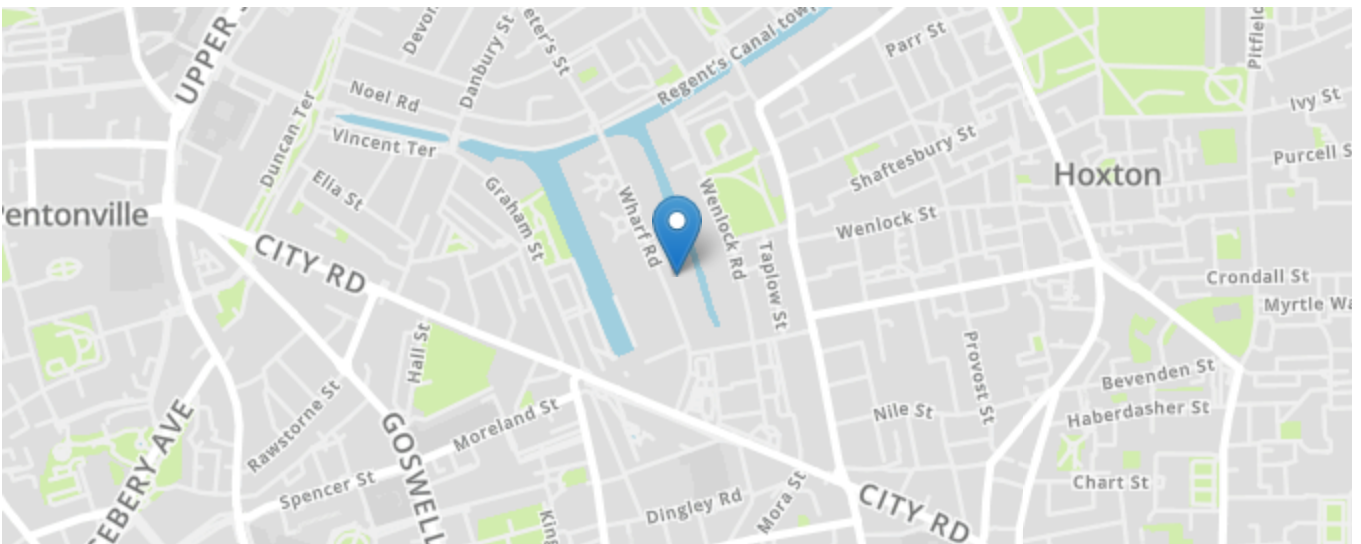 UPPER
Devon
Danbury St
eter's St
Regent's Canal tow
Parr St
Pitfield
Noel Rd
Ivy St
Duncan Ter
Vincent Ter
Shaftesbury St
Purcell S
Hoxton
Elia St
Graham St
Wharf Rd
Wenlock Rd
entonville
Wenlock St
CITY RD
Taplow St
Crondall St
Myrtle Wa
Hall St
Provost St
Bevenden St
Rawstorne St
Moreland St
Nile St
Haberdasher St
EBERY AVE
GOSWELL
Spencer St
Chart St
Dingley Rd
Mora St
CITY RD
King